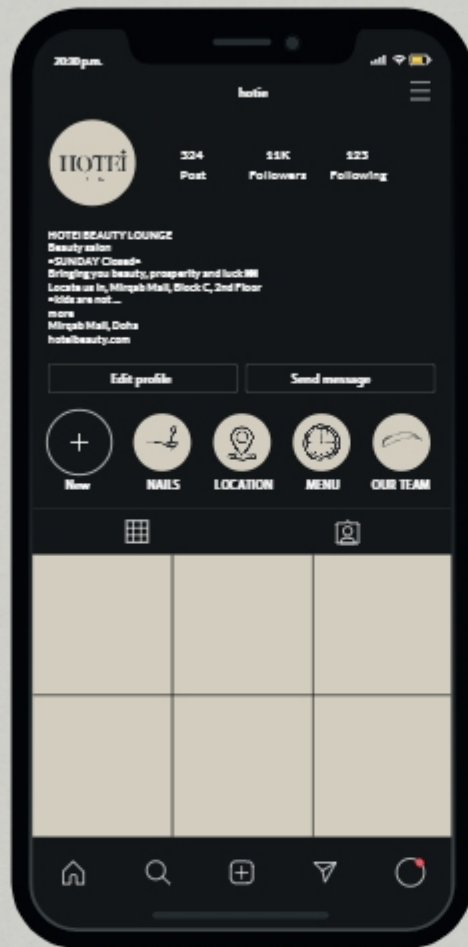 20:30 p.m.
hotie
HOTEI
324 11K 123
Post Followers Following
HOTEI BEAUTY LOUNGE
Beauty salon
SUNDAY Closed
Bringing you beauty, prosperity and luck
Locate us in, Mirqab Mall, Block C, 2nd Floor
kids are not ...
more
Mirqab Mall, Doha
hoteibeauty.com
Edit profile Send message
New NAILS LOCATION MENU OUR TEAM